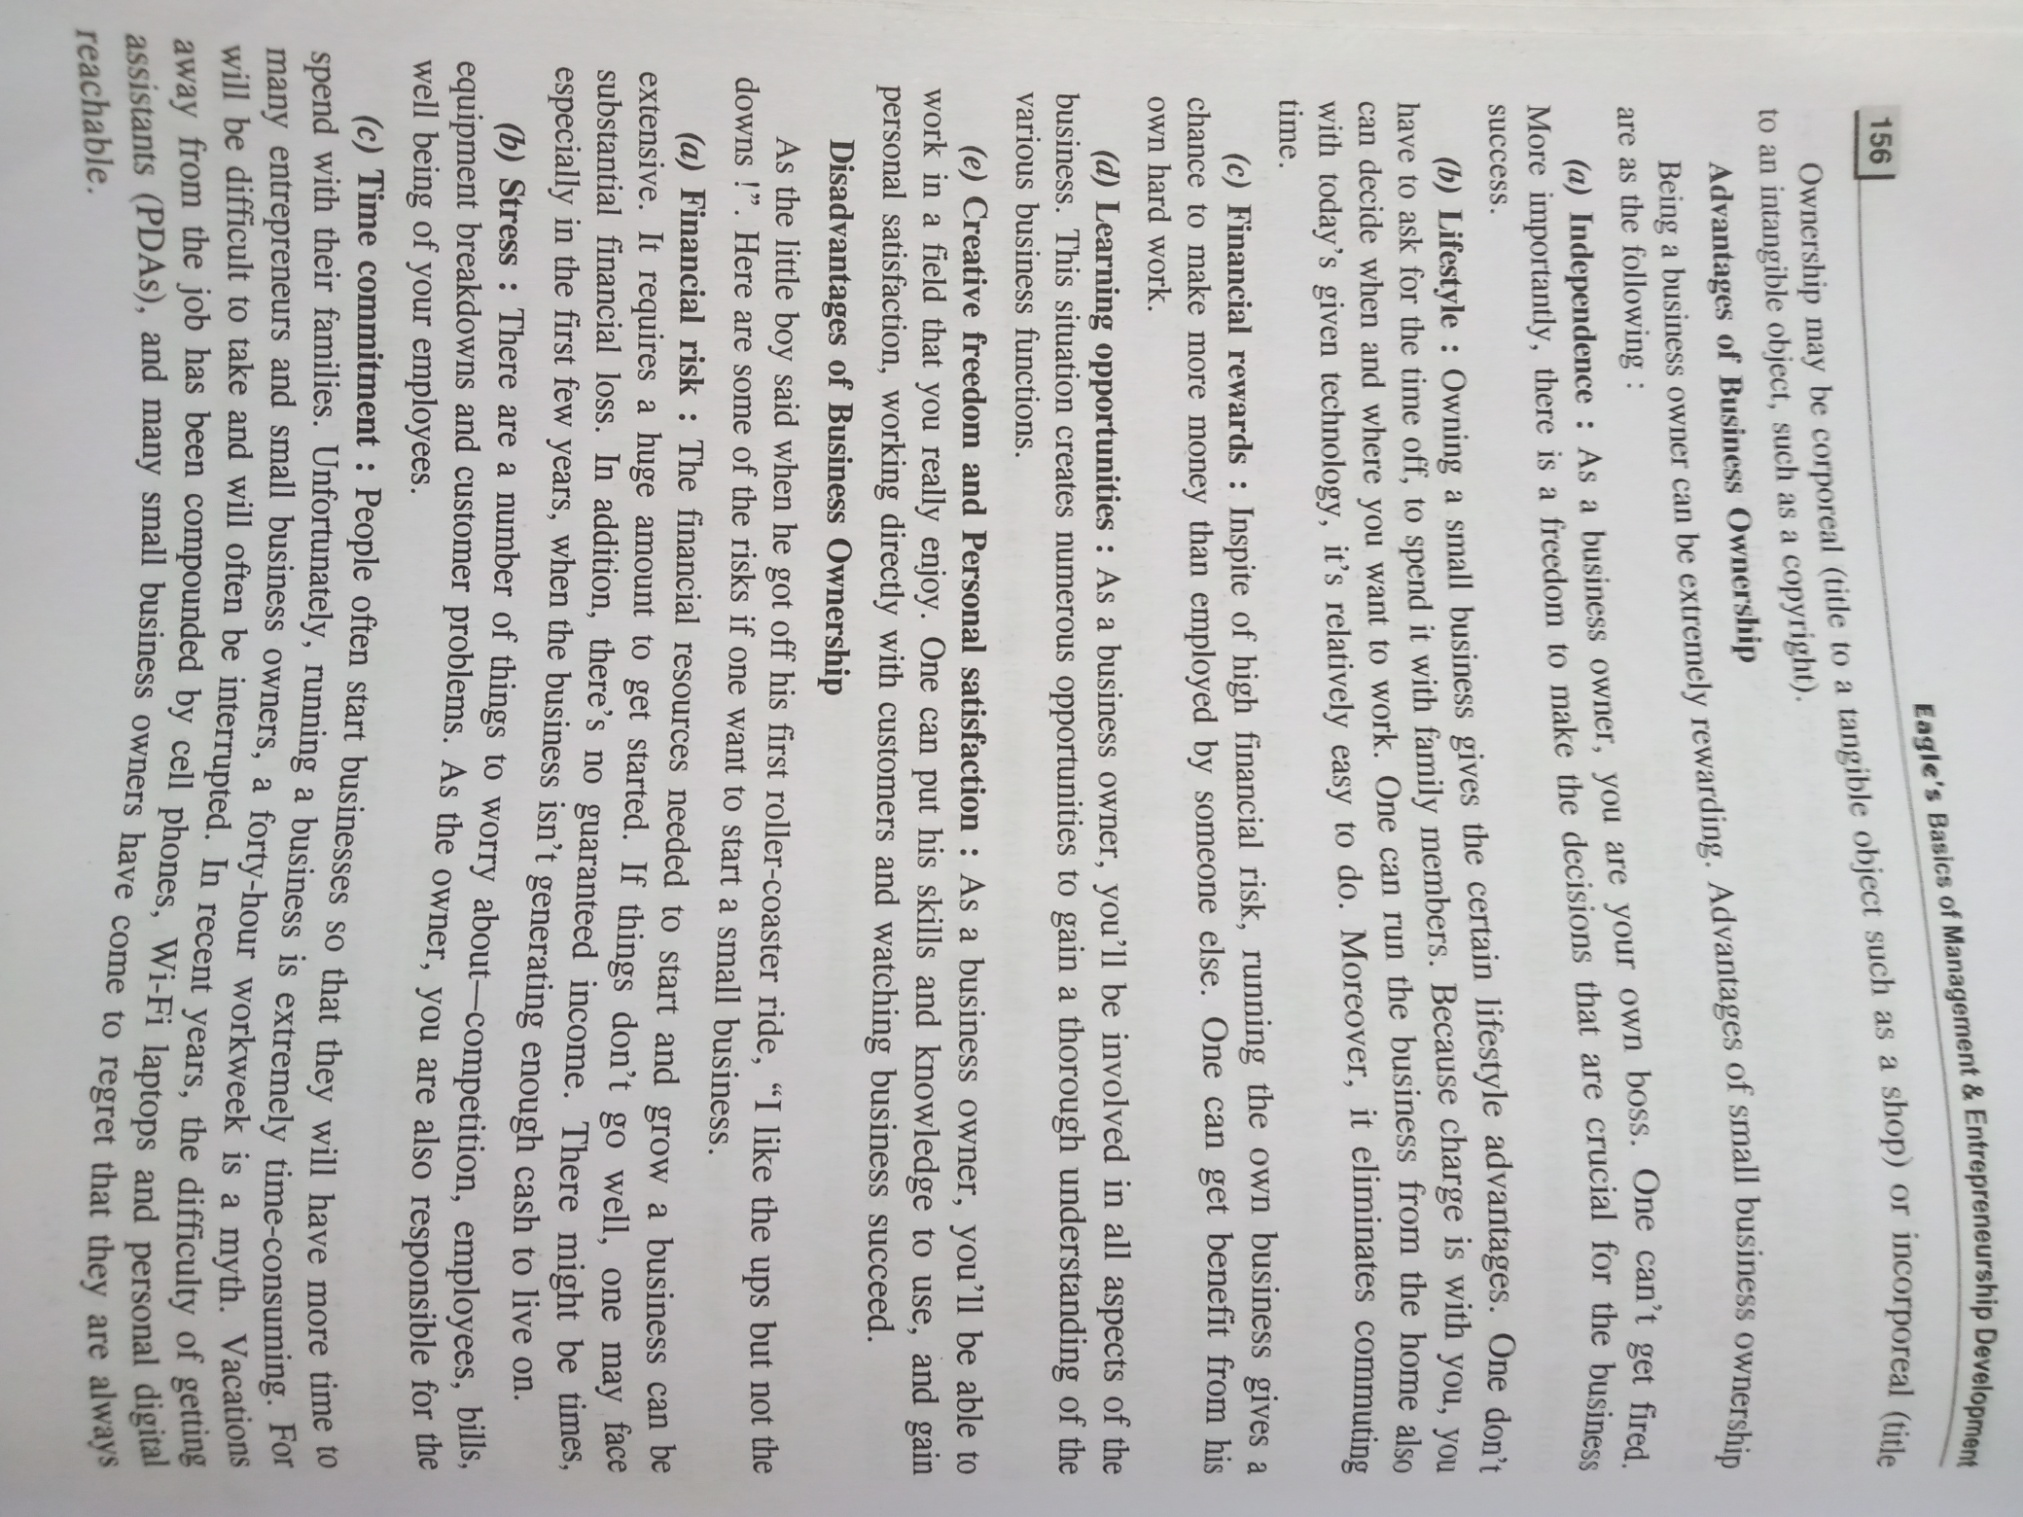 156
Eagle's Basics of Management & Entrepreneurship Development
Ownership may be corporeal (title to a tangible object such as a shop) or incorporeal (title
to an intangible object, such as a copyright).
Advantages of Business Ownership
Being a business owner can be extremely rewarding. Advantages of small business ownership
are as the following :
(a) Independence : As a business owner, you are your own boss. One can't get fired.
More importantly, there is a freedom to make the decisions that are crucial for the business
success.
(b) Lifestyle : Owning a small business gives the certain lifestyle advantages. One don't
have to ask for the time off, to spend it with family members. Because charge is with you, you
can decide when and where you want to work. One can run the business from the home also
with today's given technology, it's relatively easy to do. Moreover, it eliminates commuting
time.
(c) Financial rewards : Inspite of high financial risk, running the own business gives a
chance to make more money than employed by someone else. One can get benefit from his
own hard work.
(d) Learning opportunities : As a business owner, you'll be involved in all aspects of the
business. This situation creates numerous opportunities to gain a thorough understanding of the
various business functions.
(e) Creative freedom and Personal satisfaction : As a business owner, you'll be able to
work in a field that you really enjoy. One can put his skills and knowledge to use, and gain
personal satisfaction, working directly with customers and watching business succeed.
Disadvantages of Business Ownership
As the little boy said when he got off his first roller-coaster ride, “I like the ups but not the
downs !”. Here are some of the risks if one want to start a small business.
(a) Financial risk : The financial resources needed to start and grow a business can be
extensive. It requires a huge amount to get started. If things don't go well, one may face
substantial financial loss. In addition, there's no guaranteed income. There might be times,
especially in the first few years, when the business isn't generating enough cash to live on.
(b) Stress : There are a number of things to worry about—competition, employees, bills,
equipment breakdowns and customer problems. As the owner, you are also responsible for the
well being of your employees.
(c) Time commitment : People often start businesses so that they will have more time to
spend with their families. Unfortunately, running a business is extremely time-consuming. For
many entrepreneurs and small business owners, a forty-hour workweek is a myth. Vacations
will be difficult to take and will often be interrupted. In recent years, the difficulty of getting
away from the job has been compounded by cell phones, Wi-Fi laptops and personal digital
assistants (PDAs), and many small business owners have come to regret that they are always
reachable.